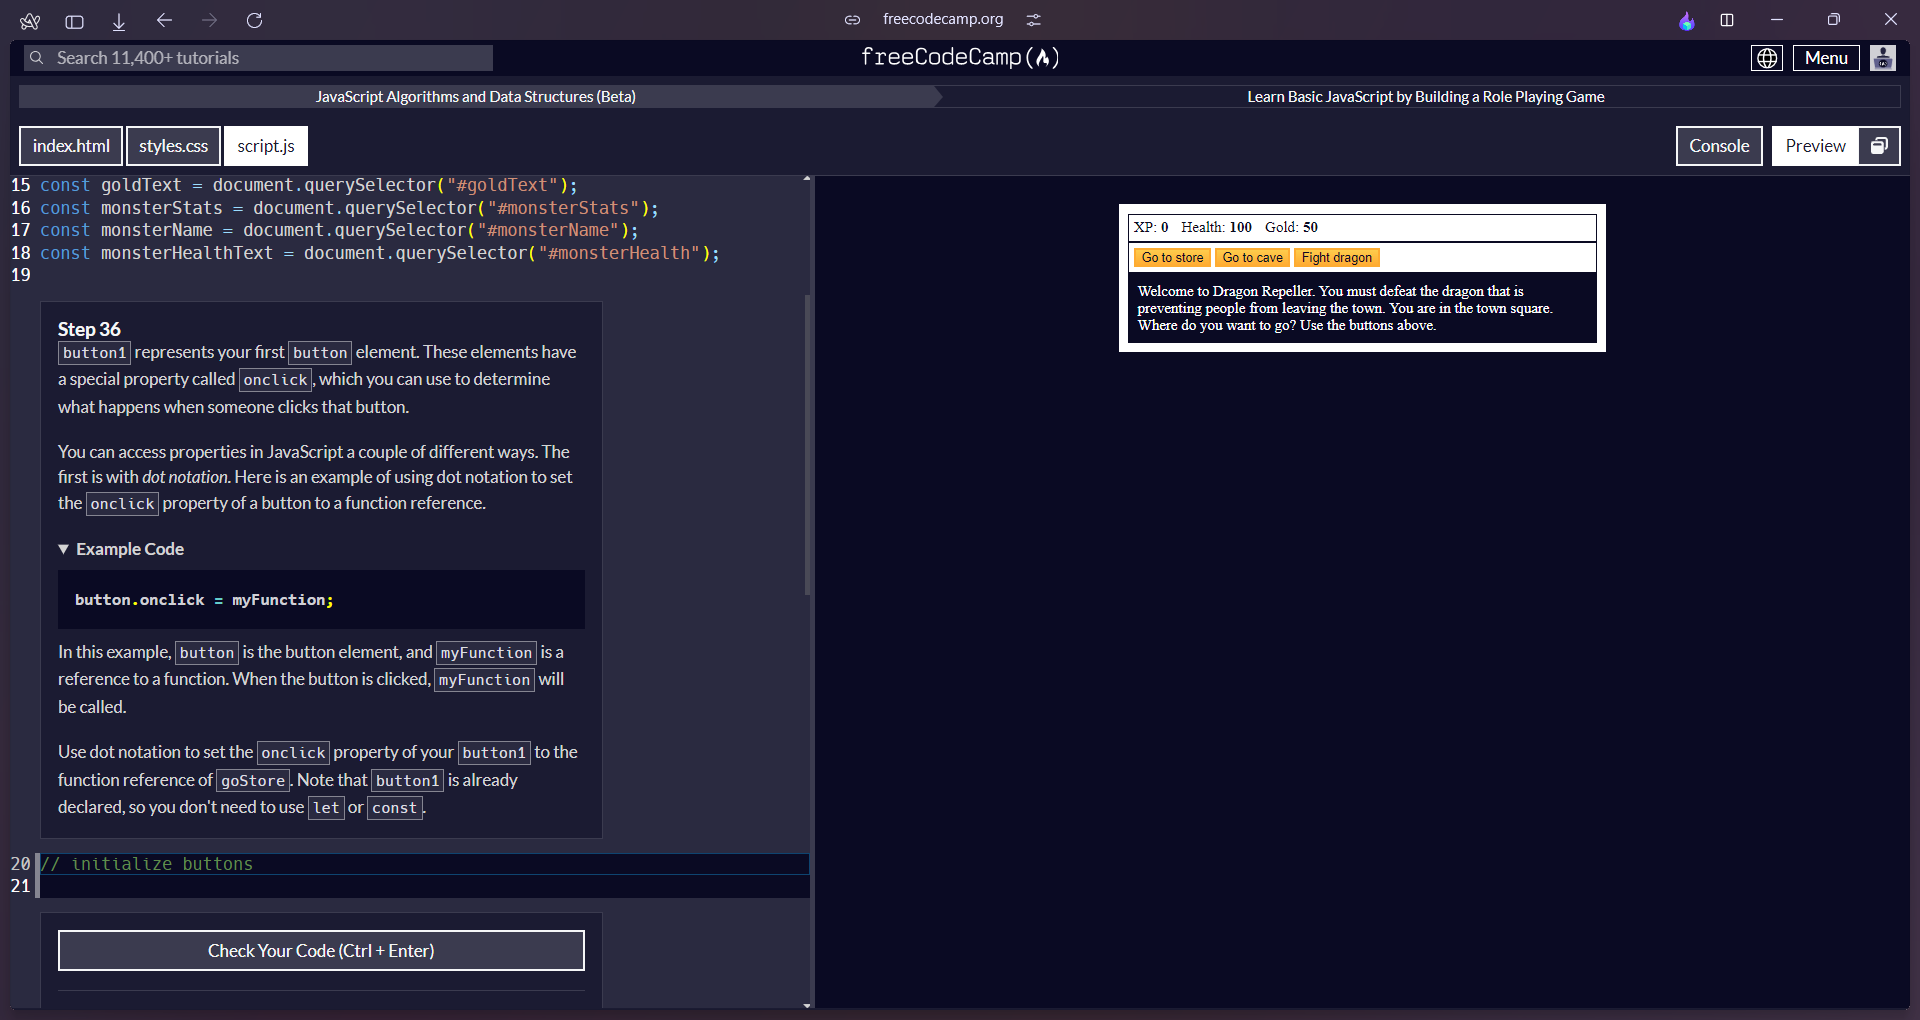 freecodecamp.org
Search 11,400+ tutorials
freeCodeCamp
Menu
JavaScript Algorithms and Data Structures (Beta)
Learn Basic JavaScript by Building a Role Playing Game
index.html
styles.css
script.js
Console
Preview
15 const goldText = document.querySelector("#goldText");
16 const monsterStats = document.querySelector("#monsterStats");
17 const monsterName = document.querySelector("#monsterName");
18 const monsterHealthText = document.querySelector("#monsterHealth");
19
Step 36
button1 represents your first button element. These elements have
a special property called onclick, which you can use to determine
what happens when someone clicks that button.
You can access properties in JavaScript a couple of different ways. The
first is with dot notation. Here is an example of using dot notation to set
the onclick property of a button to a function reference.
▼ Example Code
button.onclick = myFunction;
In this example, button is the button element, and myFunction is a
reference to a function. When the button is clicked, myFunction will
be called.
Use dot notation to set the onclick property of your button1 to the
function reference of goStore. Note that button1 is already
declared, so you don't need to use let or const.
20 // initialize buttons
21
Check Your Code (Ctrl + Enter)
XP: 0 Health: 100 Gold: 50
Go to store Go to cave Fight dragon
Welcome to Dragon Repeller. You must defeat the dragon that is
preventing people from leaving the town. You are in the town square.
Where do you want to go? Use the buttons above.